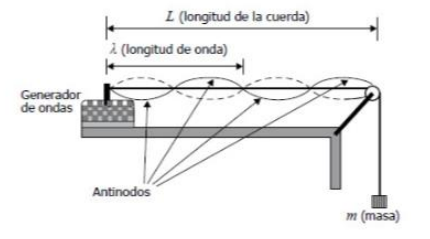 L (longitud de la cuerda)
λ (longitud de onda)
Generador
de ondas
Antinodos
m (masa)